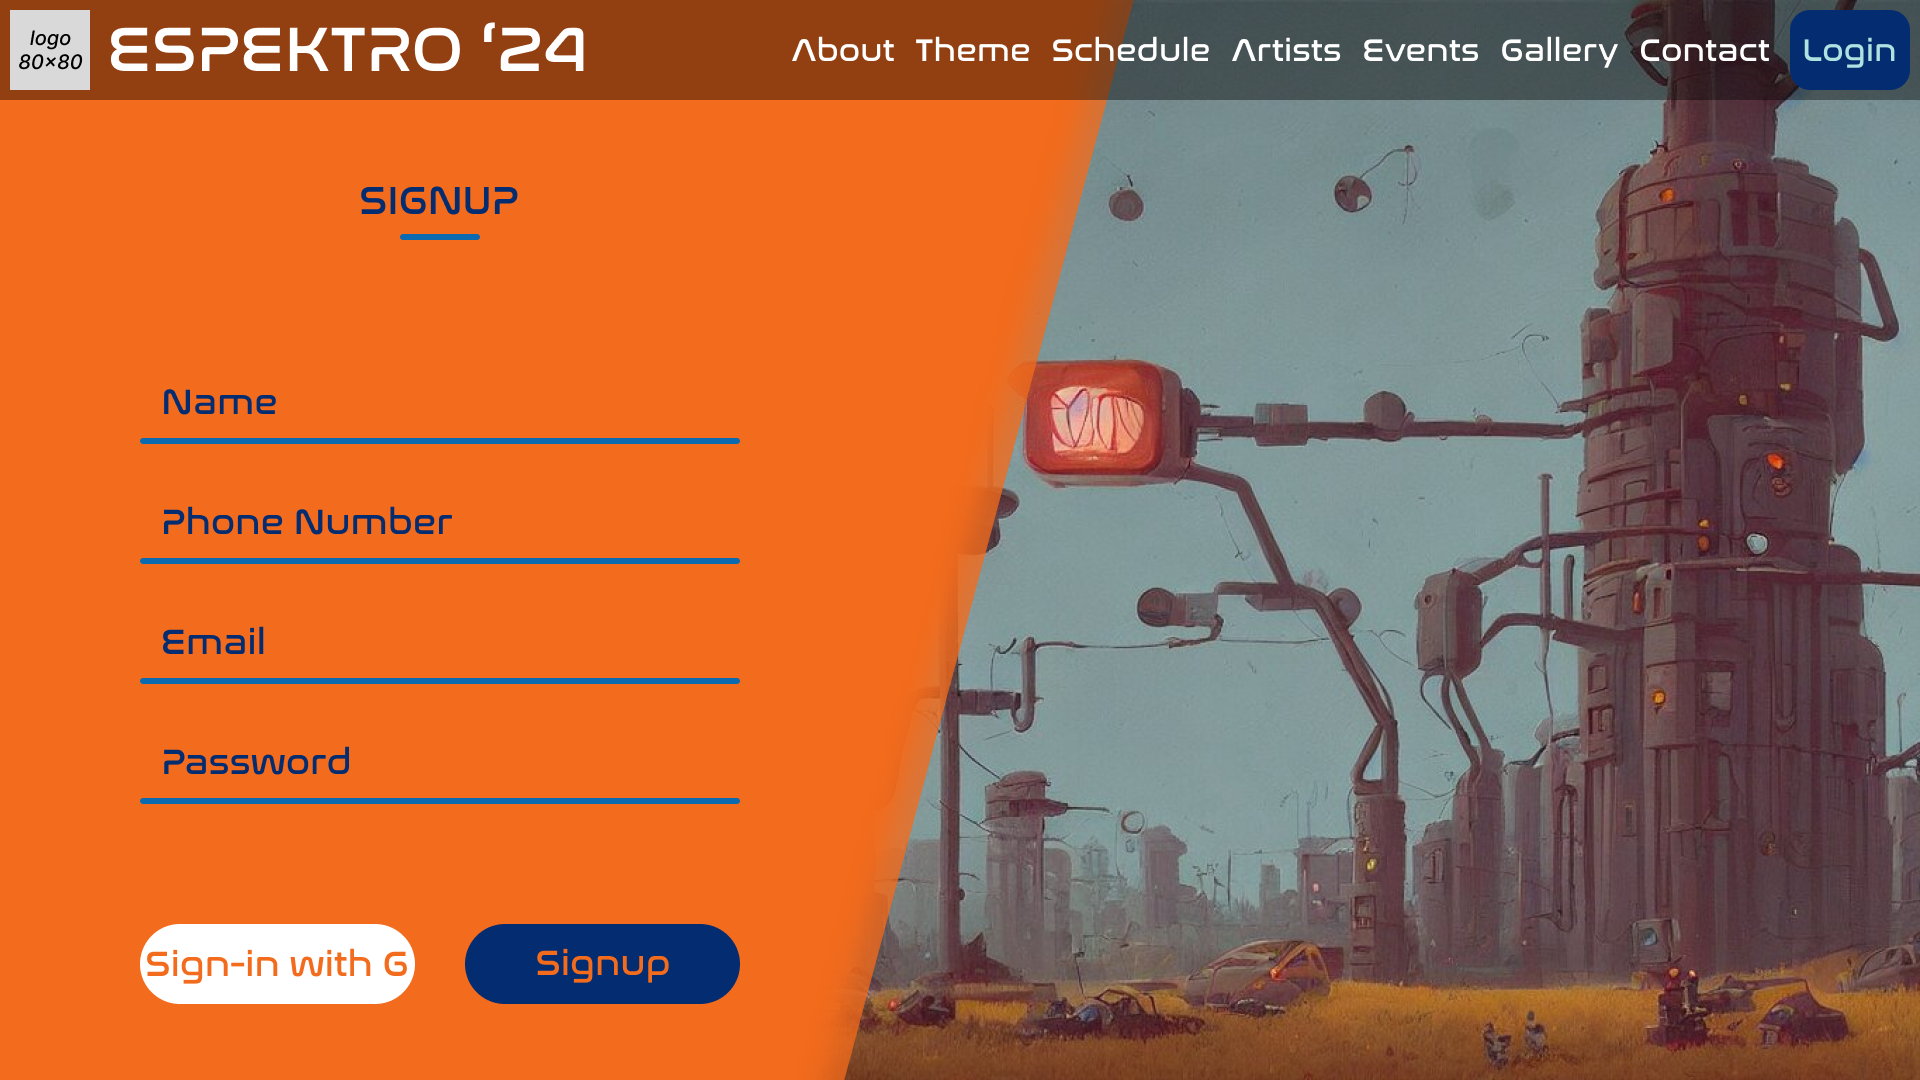 logo
80×80
ESPEKTRO ‘24
About Theme Schedule Artists Events Gallery Contact Login
SIGNUP
Name
Phone Number
Email
Password
Sign-in with G
Signup